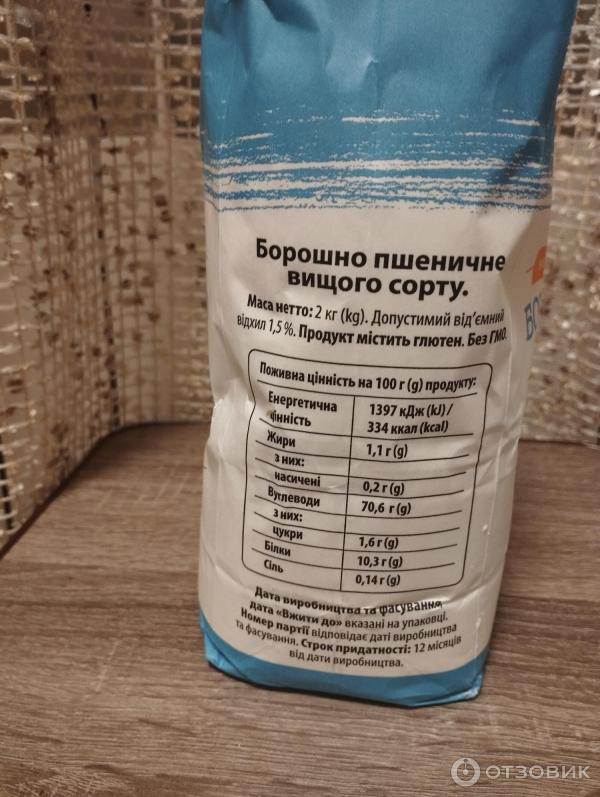 Борошно пшеничне
вищого сорту.
Маса нетто: 2 кг (kg). Допустимий від'ємний
відхил 1,5 %. Продукт містить глютен. Без ГМО.
Поживна цінність на 100 г (g) продукту:
Енергетична цінність 1397 кДж (kJ) /
334 ккал (kcal)
Жири 1,1 г (g)
з них:
насичені 0,2 г (g)
Вуглеводи 70,6 г (g)
з них:
цукри 1,6 г (g)
Білки 10,3 г (g)
Сіль 0,14 г (g)
Дата виробництва та фасування,
дата «Вжити до» вказані на упаковці.
Номер партії відповідає даті виробництва
та фасування. Строк придатності: 12 місяців
від дати виробництва.
ОТЗОВИК